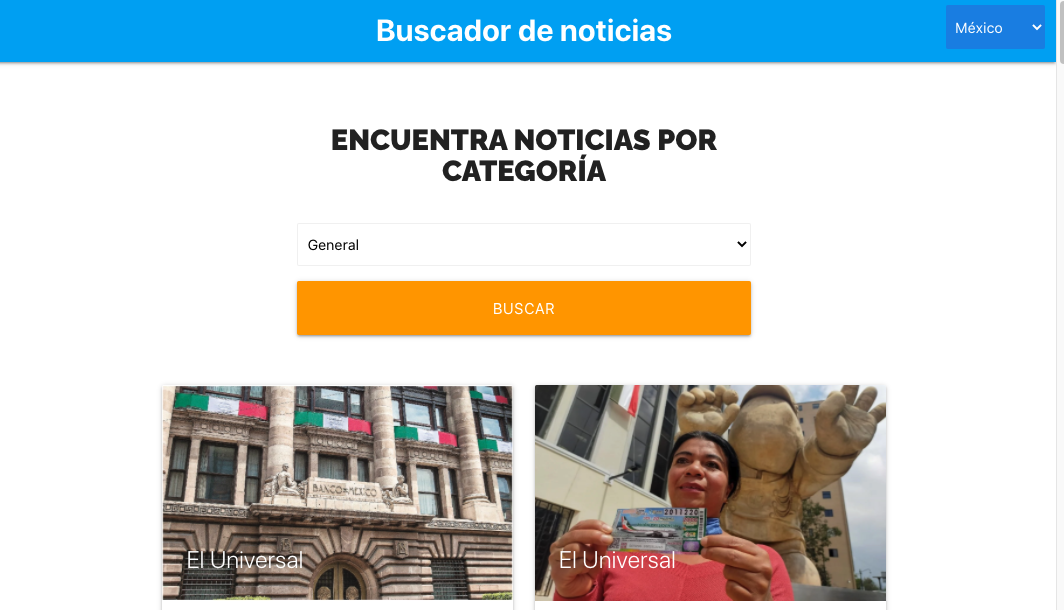 Buscador de noticias
México
ENCUENTRA NOTICIAS POR
CATEGORÍA
General
BUSCAR
BANCO DE MEXICO
El Universal
El Universal